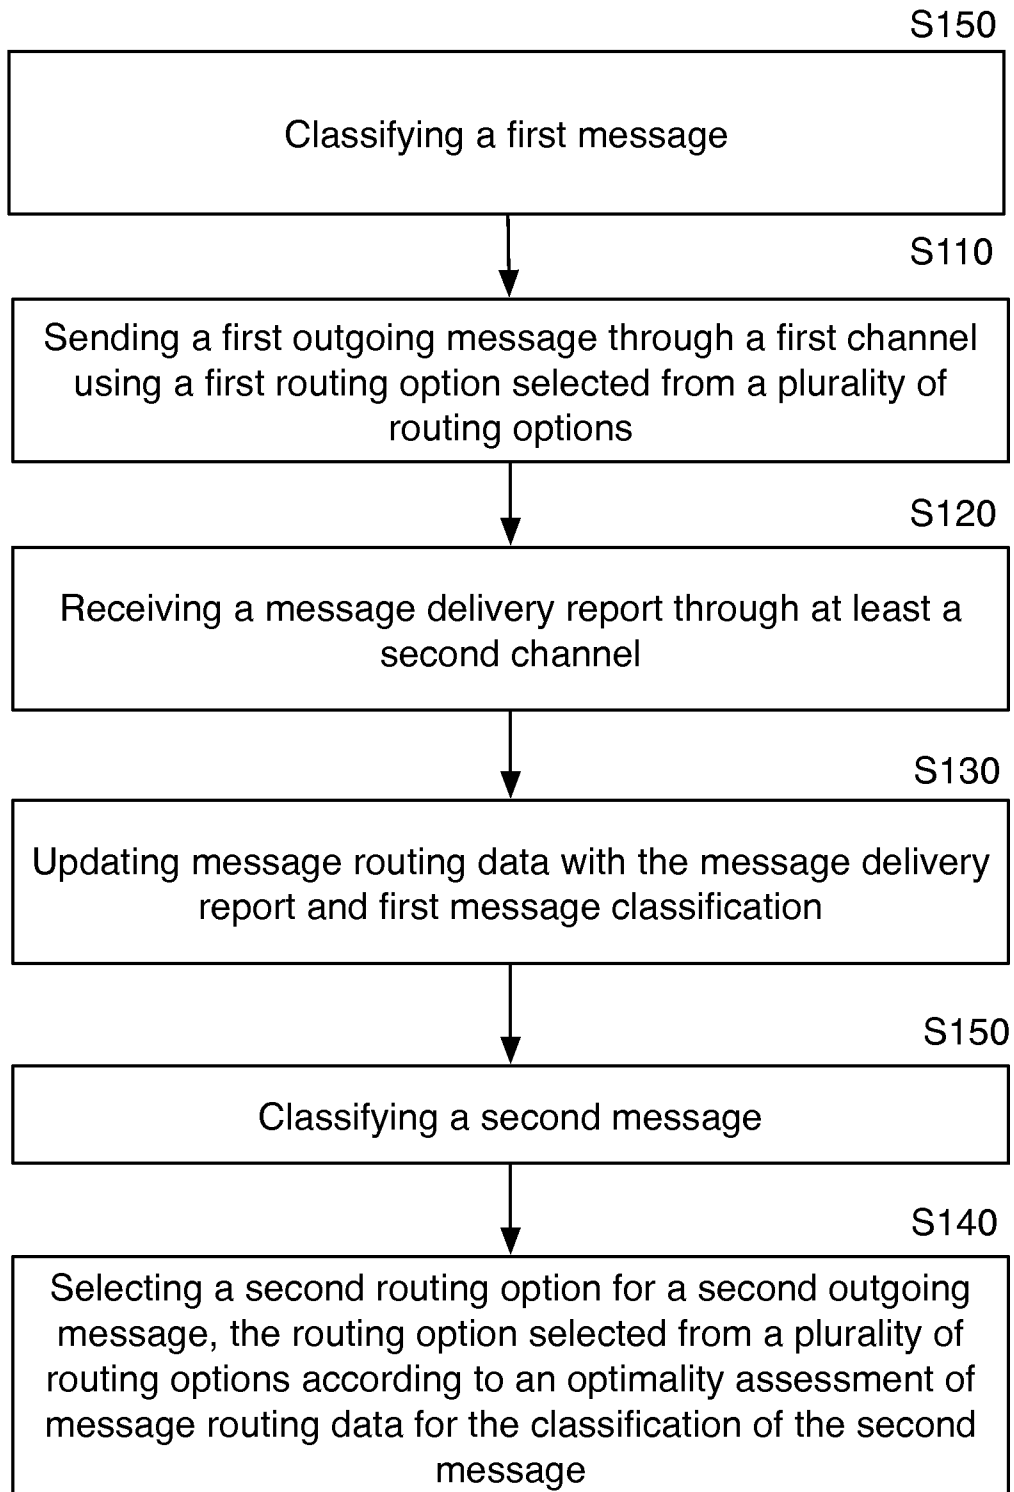 S150
Classifying a first message
S110
Sending a first outgoing message through a first channel
using a first routing option selected from a plurality of
routing options
S120
Receiving a message delivery report through at least a
second channel
S130
Updating message routing data with the message delivery
report and first message classification
S150
Classifying a second message
S140
Selecting a second routing option for a second outgoing
message, the routing option selected from a plurality of
routing options according to an optimality assessment of
message routing data for the classification of the second
message